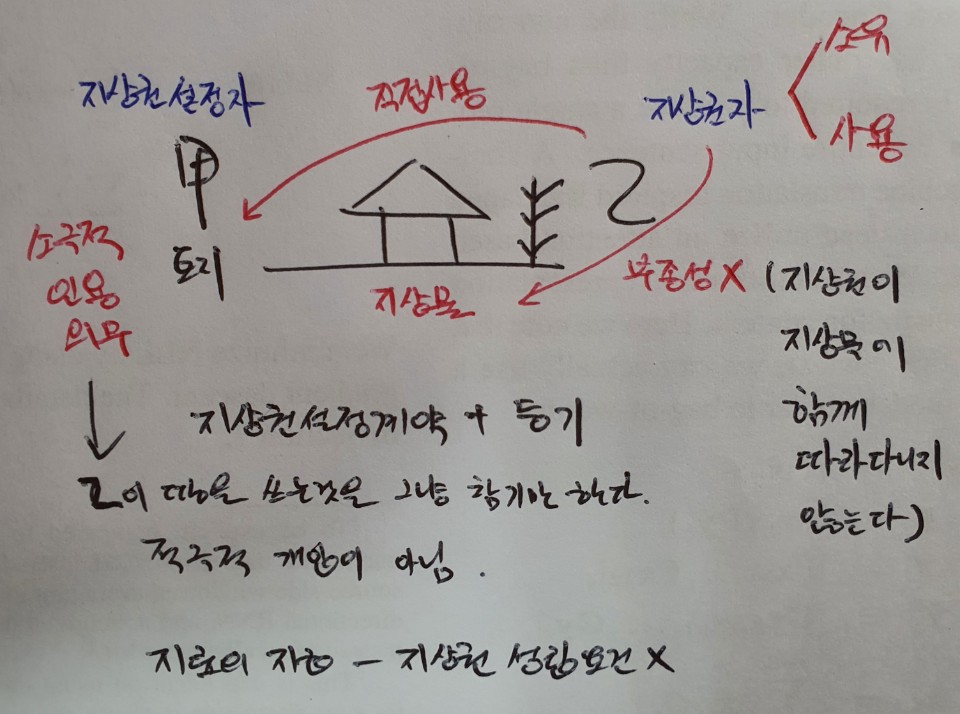 지상권설정자
직접사용
지상권자
소유
사용
甲
토지
乙
소극적
인용
의무
지상물
부종성 X
(지상권이
지상물에
함께
따라다니지
않는다)
지상권설정계약 + 등기
乙이 땅을 쓰는것을 그냥 참기만 한다.
적극적 개안이 아님.
지료의 지급 - 지상권 성립요건 X